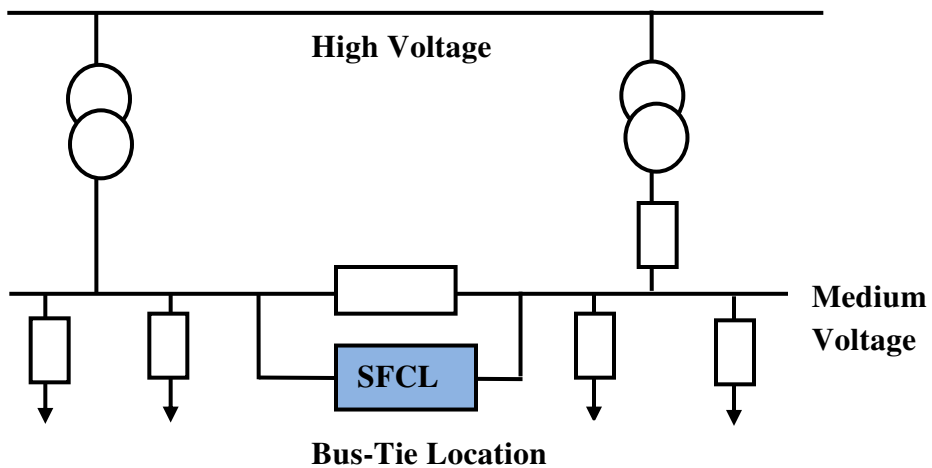 High Voltage
Medium
Voltage
SFCL
Bus-Tie Location